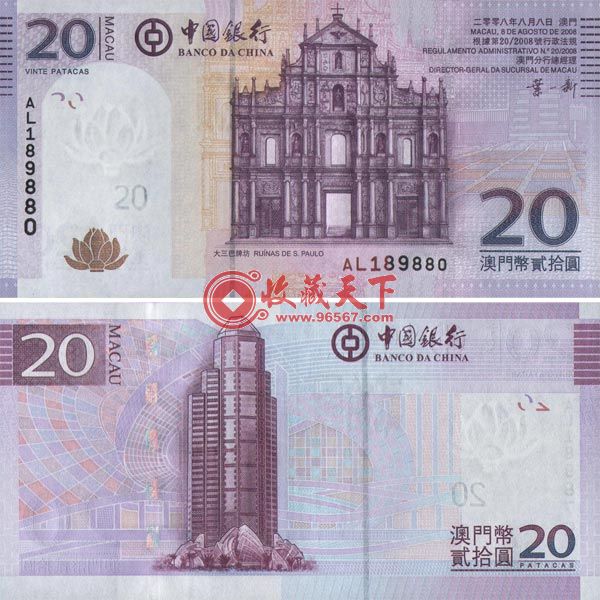 20
MACAU
VINTE PATACAS
中國銀行
BANCO DA CHINA
二零零八年八月八日 澳門
MACAU, 8 DE AGOSTO DE 2008
根據第20/2008號行政法規
REGULAMENTO ADMINISTRATIVO N.º 20/2008
澳門分行總經理
DIRECTOR-GERAL DA SUCURSAL DE MACAU
葉一新
AL189880
20
大三巴牌坊 RUÍNAS DE S. PAULO
AL189880
20
澳門幣貳拾圓
收藏天下
www.96567.com
20
MACAU
中國銀行
BANCO DA CHINA
20
澳門幣
貳拾圓
20
PATACAS